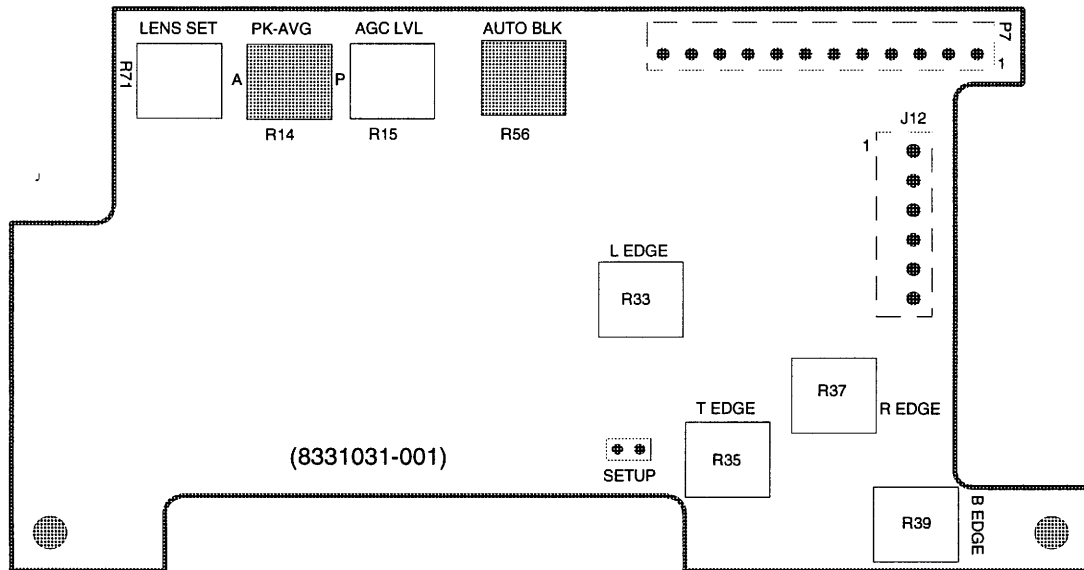 LENS SET
PK-AVG
AGC LVL
AUTO BLK
P7
1
R71
A
P
R14
R15
R56
J12
1
L EDGE
R33
R37
R EDGE
T EDGE
R35
SETUP
(8331031-001)
R39
B EDGE